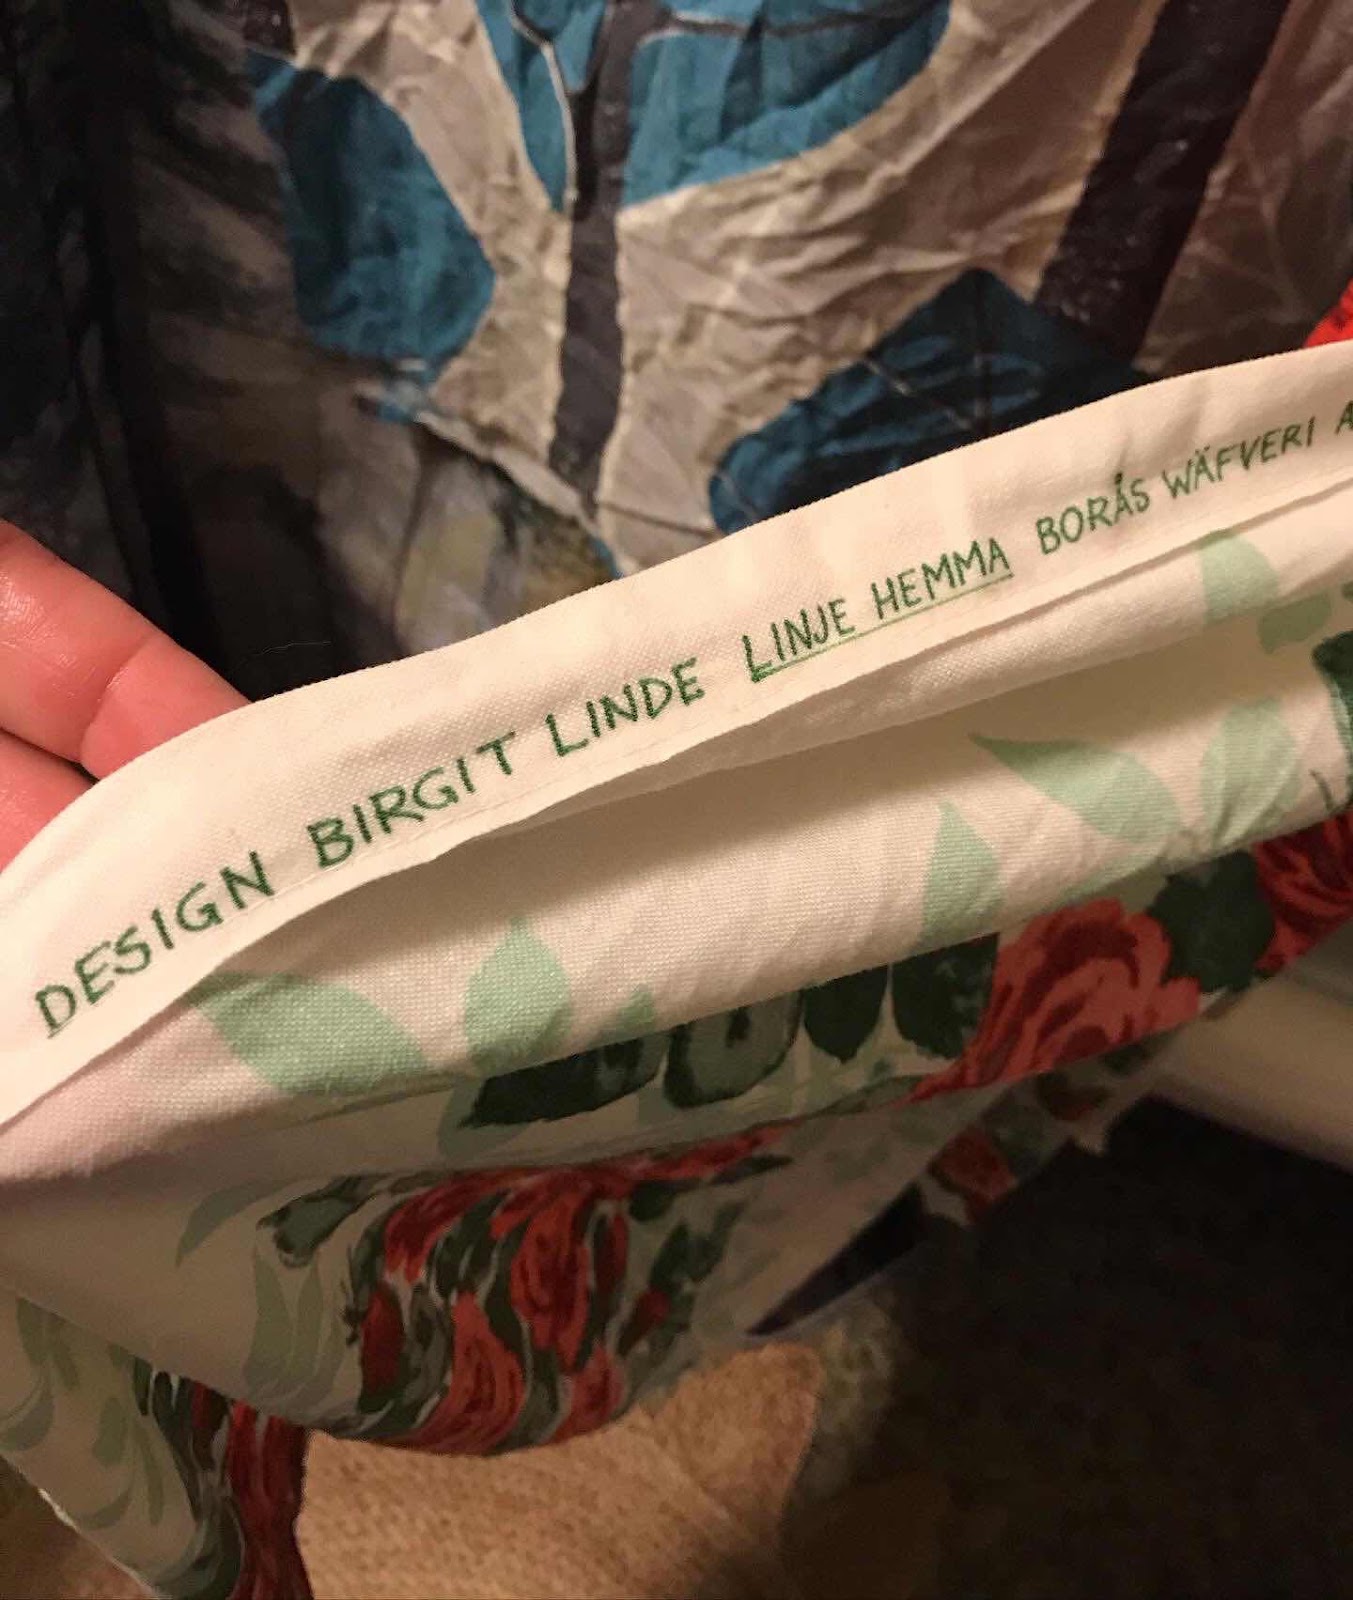 DESIGN BIRGIT LINDE LINJE HEMMA BORÅS WÄFVERI A